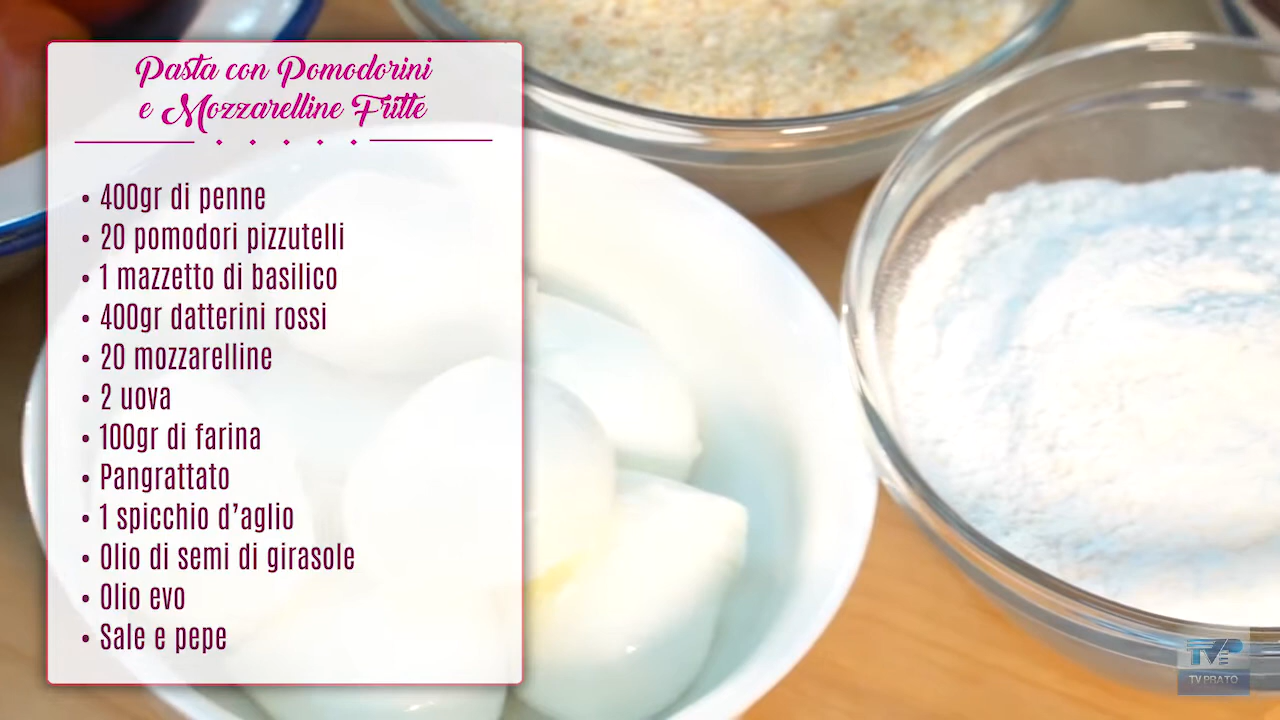 Pasta con Pomodorini
e Mozzarelline Fritte
• 400gr di penne
• 20 pomodori pizzutelli
• 1 mazzetto di basilico
• 400gr datterini rossi
• 20 mozzarelline
• 2 uova
• 100gr di farina
• Pangrattato
• 1 spicchio d’aglio
• Olio di semi di girasole
• Olio evo
• Sale e pepe
TV PRATO